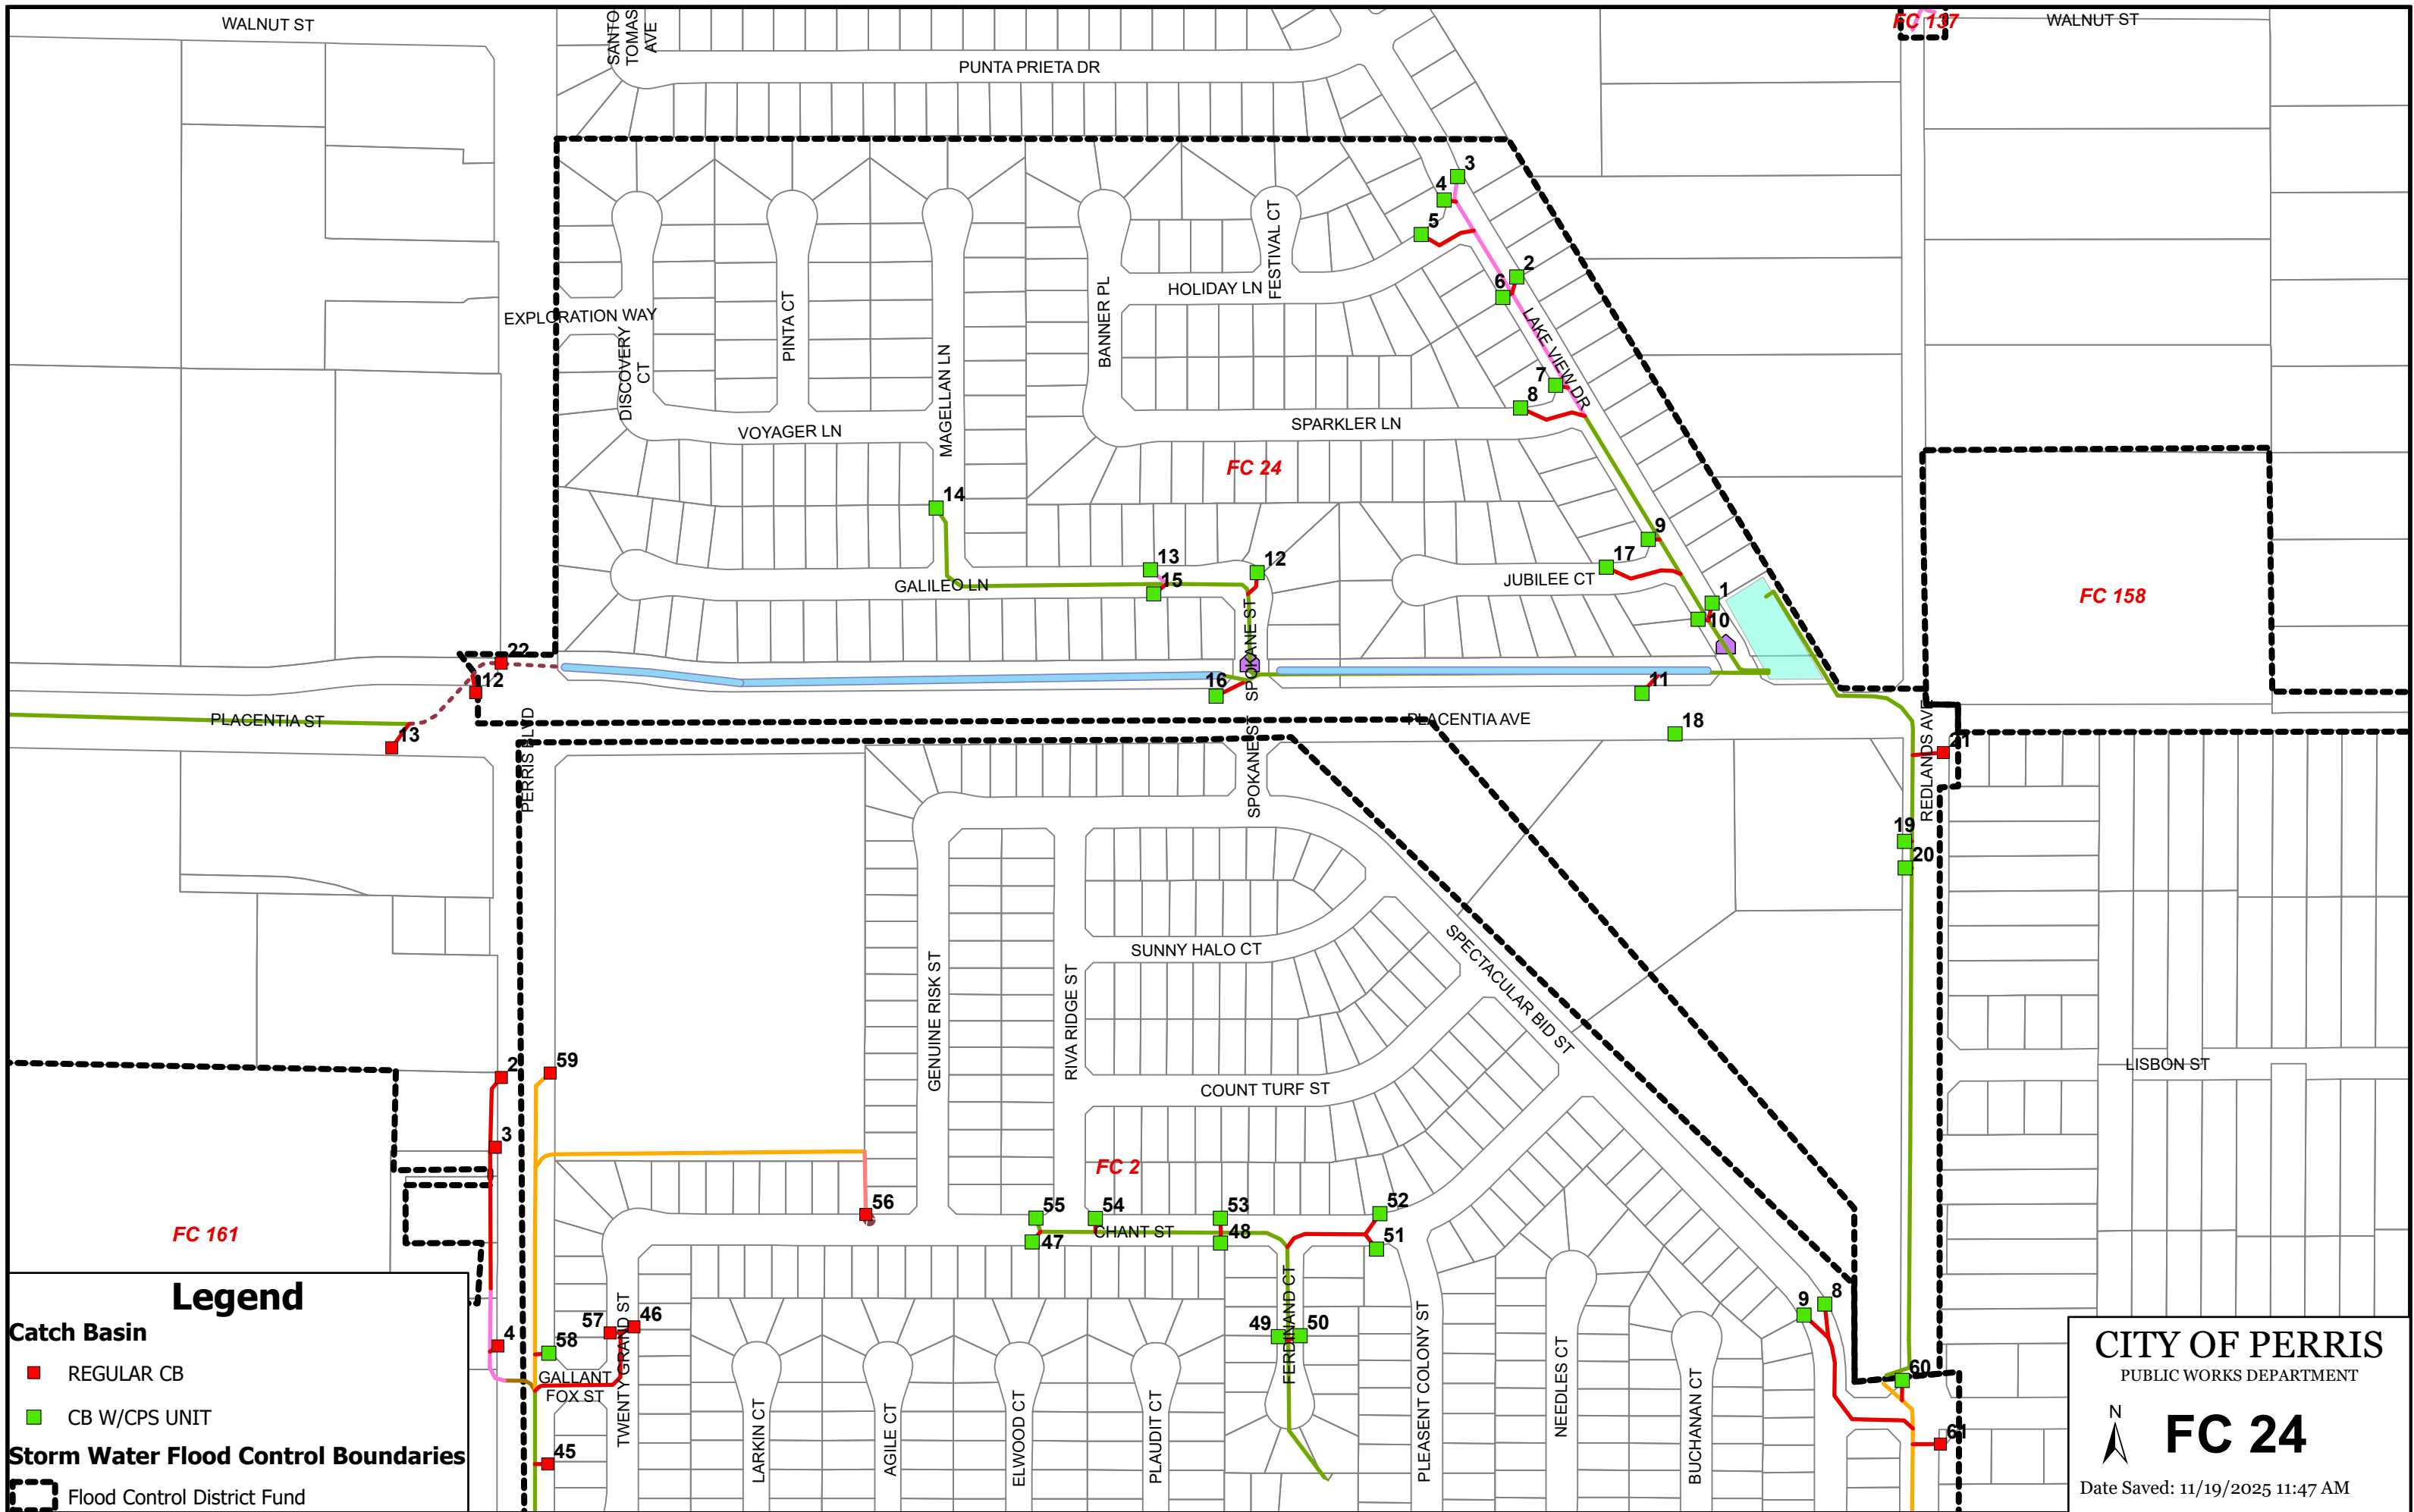 WALNUT ST
SANTO
TOMAS
AVE
PUNTA PRIETA DR
FC 137
WALNUT ST
3
4
5
2
6
FESTIVAL CT
HOLIDAY LN
BANNER PL
EXPLORATION WAY
DISCOVERY
CT
PINTA CT
MAGELLAN LN
LAKE VIEW DR
7
8
VOYAGER LN
SPARKLER LN
FC 24
14
9
13
12
17
15
GALILEO LN
JUBILEE CT
1
10
FC 158
SPOKANE ST
22
12
16
11
PLACENTIA ST
13
PERRIS BLVD
PLACENTIA AVE
18
SPOKANE ST
REDLANDS AVE
21
19
20
SUNNY HALO CT
SPECTACULAR BID ST
GENUINE RISK ST
RIVA RIDGE ST
COUNT TURF ST
LISBON ST
2
59
3
FC 2
56
55
54
53
52
CHANT ST
47
48
51
FC 161
4
57
46
58
49
50
9
8
60
GALLANT
FOX ST
TWENTY GRAND ST
FERDINAND CT
PLEASENT COLONY ST
NEEDLES CT
BUCHANAN CT
LARKIN CT
AGILE CT
ELWOOD CT
PLAUDIT CT
45
61
Legend
Catch Basin
REGULAR CB
CB W/CPS UNIT
Storm Water Flood Control Boundaries
Flood Control District Fund
CITY OF PERRIS
PUBLIC WORKS DEPARTMENT
N
FC 24
Date Saved: 11/19/2025 11:47 AM